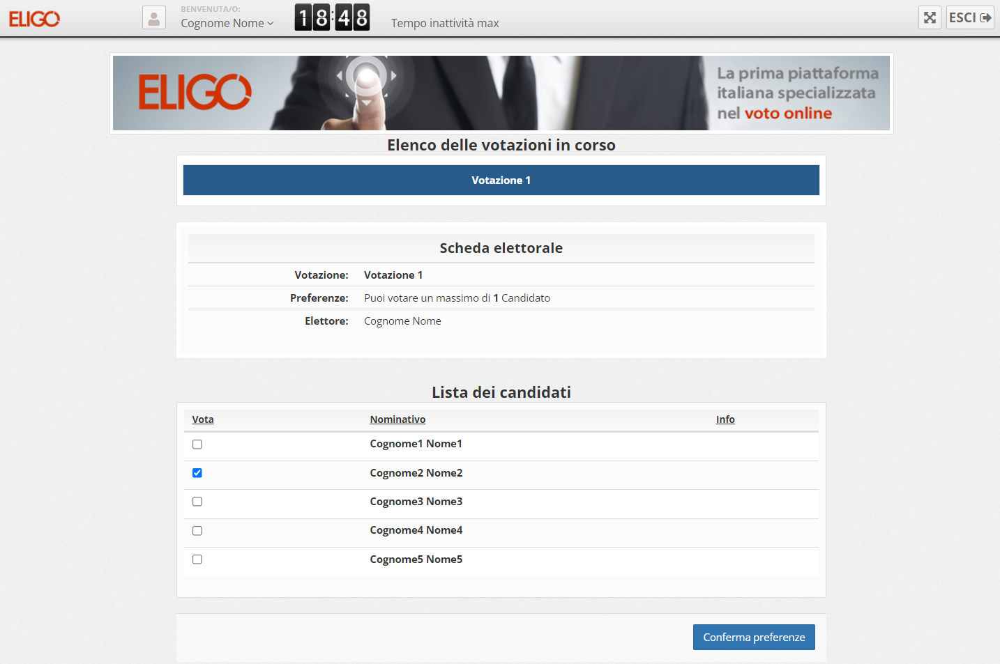 ELIGO
BENVENUTA/O:
Cognome Nome
18:48
Tempo inattività max
ESCI
ELIGO
La prima piattaforma
italiana specializzata
nel voto online
Elenco delle votazioni in corso
Votazione 1
Scheda elettorale
Votazione: Votazione 1
Preferenze: Puoi votare un massimo di 1 Candidato
Elettore: Cognome Nome
Lista dei candidati
Vota Nominativo Info
Cognome1 Nome1
Cognome2 Nome2
Cognome3 Nome3
Cognome4 Nome4
Cognome5 Nome5
Conferma preferenze